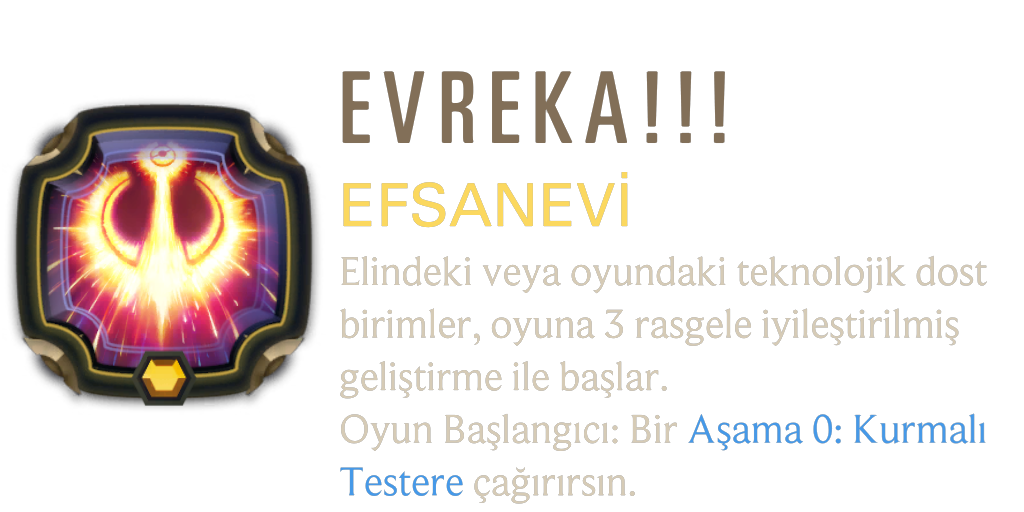 EVREKA!!!
EFSANEVİ
Elindeki veya oyundaki teknolojik dost
birimler, oyuna 3 rasgele iyileştirilmiş
geliştirme ile başlar.
Oyun Başlangıcı: Bir Aşama 0: Kurmalı
Testere çağırırsın.